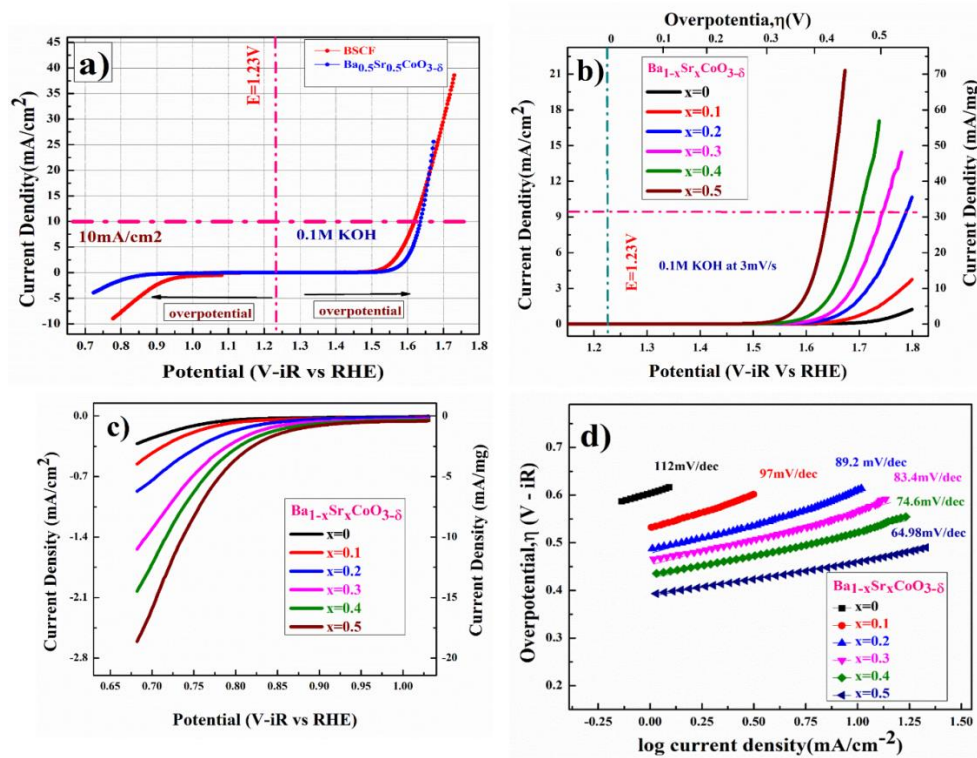 a)
BSCF
Ba0.5Sr0.5CoO3-δ
E=1.23V
10mA/cm2
0.1M KOH
overpotential
overpotential
45
40
35
30
25
20
15
10
5
0
-5
-10
Current Dendity(mA/cm2)
0.7 0.8 0.9 1.0 1.1 1.2 1.3 1.4 1.5 1.6 1.7 1.8
Potential (V-iR vs RHE)
Overpotentia,η(V)
0.0 0.1 0.2 0.3 0.4 0.5
b)
Ba1-xSrxCoO3-δ
x=0
x=0.1
x=0.2
x=0.3
x=0.4
x=0.5
E=1.23V
0.1M KOH at 3mV/s
21
18
15
12
9
6
3
0
Current Dendity(mA/cm2)
70
60
50
40
30
20
10
0
Current Dendity (mA/mg)
1.2 1.3 1.4 1.5 1.6 1.7 1.8
Potential (V-iR Vs RHE)
c)
Ba1-xSrxCoO3-δ
x=0
x=0.1
x=0.2
x=0.3
x=0.4
x=0.5
0.0
-0.7
-1.4
-2.1
-2.8
Current Density (mA/cm2)
0
-5
-10
-15
-20
Current Density (mA/mg)
0.65 0.70 0.75 0.80 0.85 0.90 0.95 1.00
Potential (V-iR vs RHE)
d)
112mV/dec
97mV/dec
89.2 mV/dec
83.4mV/dec
74.6mV/dec
64.98mV/dec
Ba1-xSrxCoO3-δ
x=0
x=0.1
x=0.2
x=0.3
x=0.4
x=0.5
0.8
0.7
0.6
0.5
0.4
0.3
0.2
Overpotential,η (V - iR)
-0.25 0.00 0.25 0.50 0.75 1.00 1.25 1.50
log current density(mA/cm-2)